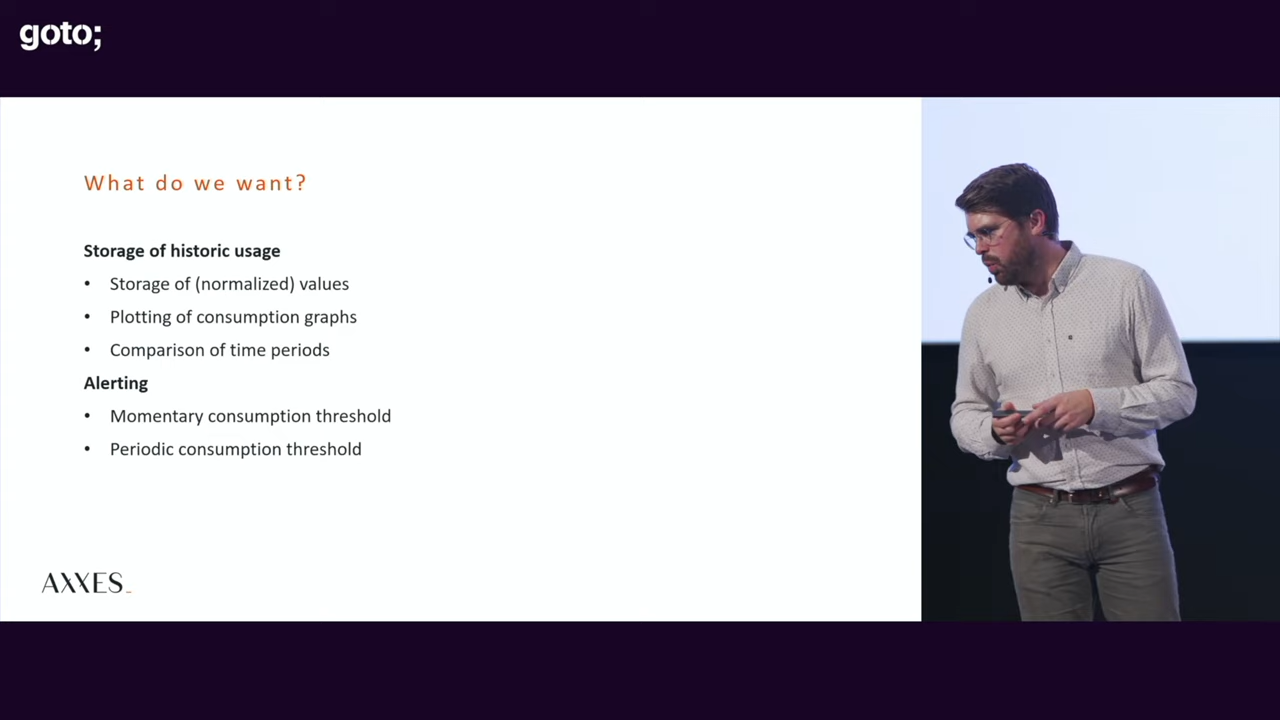 goto;
What do we want?
Storage of historic usage
• Storage of (normalized) values
• Plotting of consumption graphs
• Comparison of time periods
Alerting
• Momentary consumption threshold
• Periodic consumption threshold
AXXES_